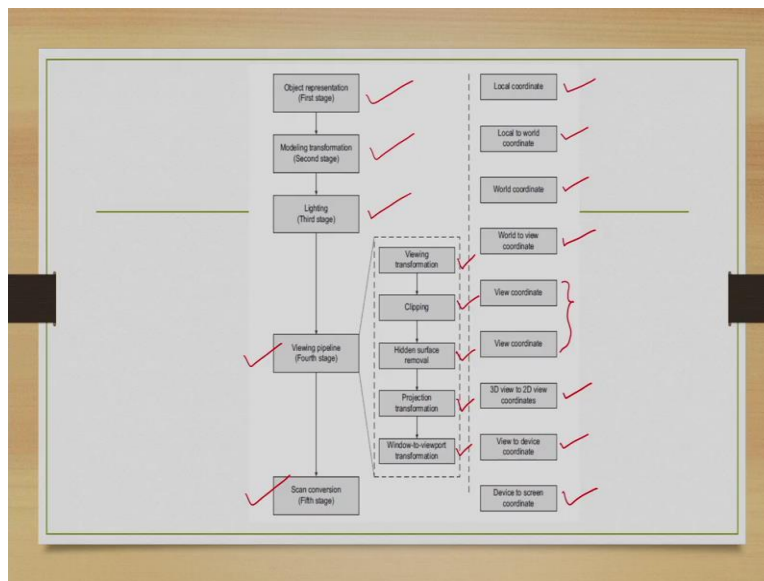 Object representation
(First stage)
Modeling transformation
(Second stage)
Lighting
(Third stage)
Viewing pipeline
(Fourth stage)
Scan conversion
(Fifth stage)
Viewing
transformation
Clipping
Hidden surface
removal
Projection
transformation
Window-to-viewport
transformation
Local coordinate
Local to world
coordinate
World coordinate
World to view
coordinate
View coordinate
View coordinate
3D view to 2D view
coordinates
View to device
coordinate
Device to screen
coordinate